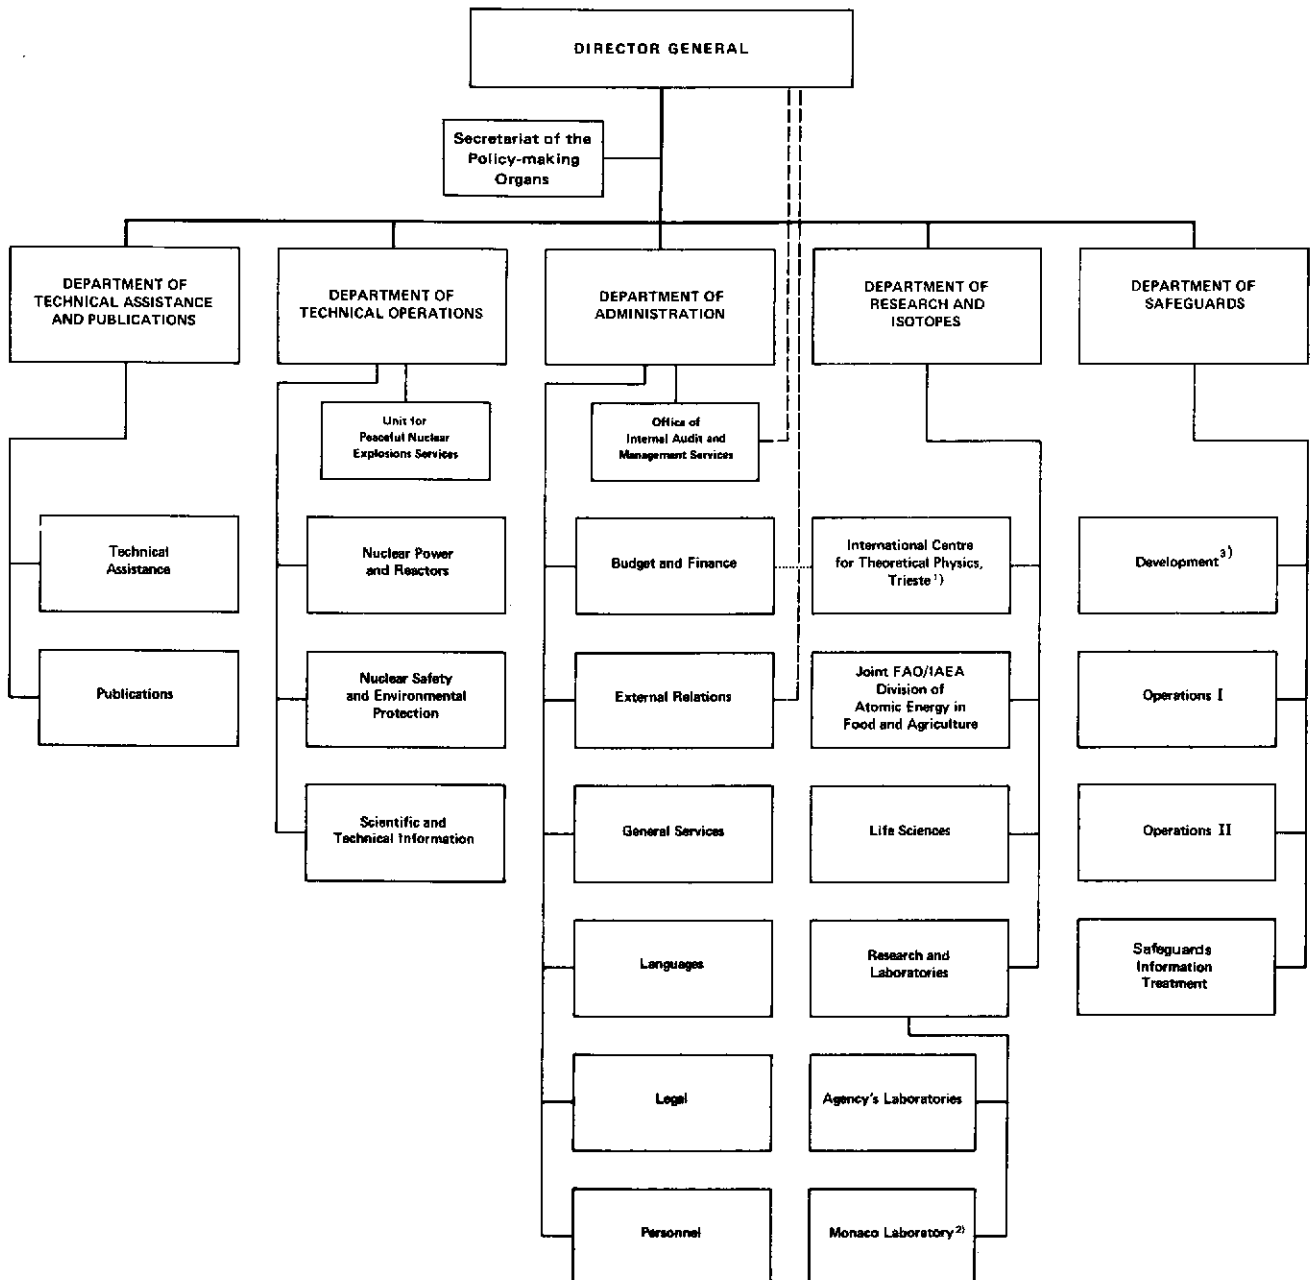 DIRECTOR GENERAL
Secretariat of the
Policy-making
Organs
DEPARTMENT OF
TECHNICAL ASSISTANCE
AND PUBLICATIONS
DEPARTMENT OF
TECHNICAL OPERATIONS
DEPARTMENT OF
ADMINISTRATION
DEPARTMENT OF
RESEARCH AND
ISOTOPES
DEPARTMENT OF
SAFEGUARDS
Unit for
Peaceful Nuclear
Explosions Services
Office of
Internal Audit and
Management Services
Technical
Assistance
Nuclear Power
and Reactors
Budget and Finance
International Centre
for Theoretical Physics,
Trieste 1)
Development 3)
Publications
Nuclear Safety
and Environmental
Protection
External Relations
Joint FAO/IAEA
Division of
Atomic Energy in
Food and Agriculture
Operations I
Scientific and
Technical Information
General Services
Life Sciences
Operations II
Languages
Research and
Laboratories
Safeguards
Information
Treatment
Legal
Agency's Laboratories
Personnel
Monaco Laboratory 2)